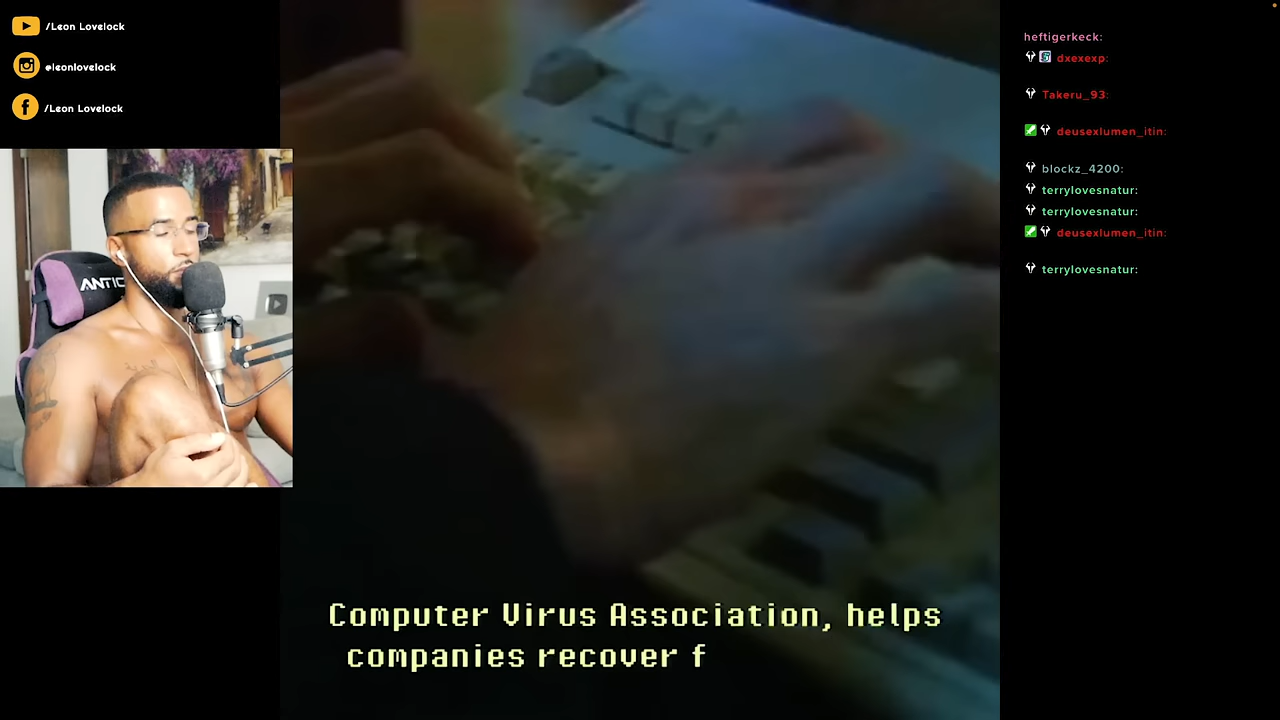 /Leon Lovelock
@leonlovelock
/Leon Lovelock
ANTIC
Computer Virus Association, helps
companies recover f
heftigerkeck:
dxexexp:
Takeru_93:
deusexlumen_itin:
blockz_4200:
terrylovesnatur:
terrylovesnatur:
deusexlumen_itin:
terrylovesnatur: